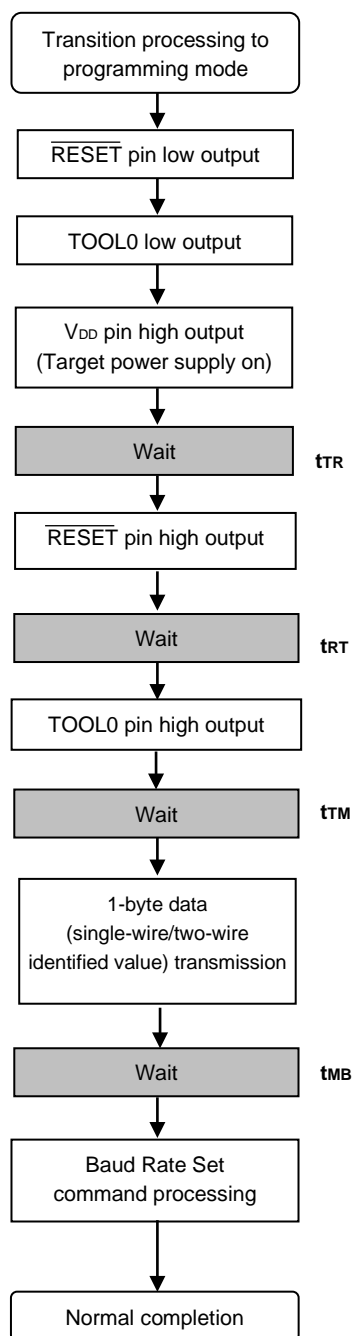 Transition processing to
programming mode
RESET pin low output
TOOL0 low output
VDD pin high output
(Target power supply on)
Wait
tTR
RESET pin high output
Wait
tRT
TOOL0 pin high output
Wait
tTM
1-byte data
(single-wire/two-wire
identified value) transmission
Wait
tMB
Baud Rate Set
command processing
Normal completion